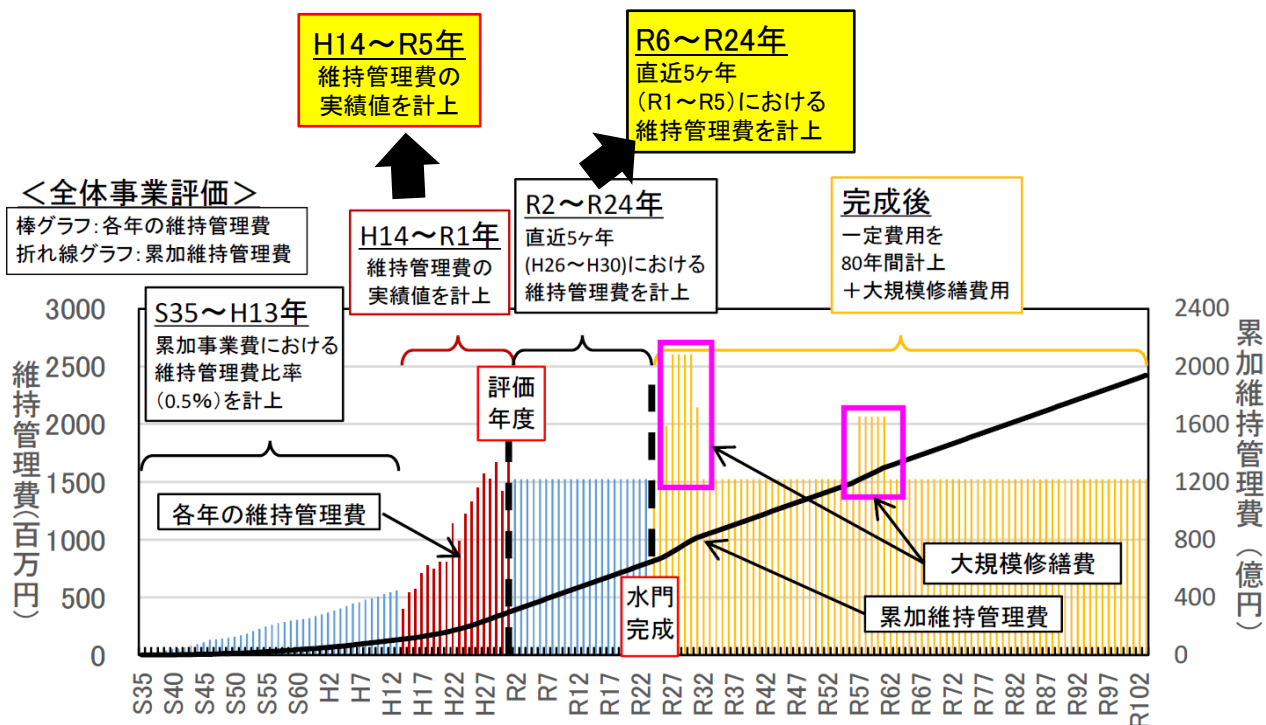 H14～R5年
維持管理費の
実績値を計上
R6～R24年
直近5ヶ年
(R1～R5)における
維持管理費を計上
＜全体事業評価＞
棒グラフ：各年の維持管理費
折れ線グラフ：累加維持管理費
H14～R1年
維持管理費の
実績値を計上
R2～R24年
直近5ヶ年
(H26～H30)における
維持管理費を計上
完成後
一定費用を
80年間計上
＋大規模修繕費用
S35～H13年
累加事業費における
維持管理費比率
(0.5%)を計上
評価
年度
各年の維持管理費
水門
完成
大規模修繕費
累加維持管理費
維持管理費(百万円)
3000
2500
2000
1500
1000
500
0
累加維持管理費(億円)
2400
2000
1600
1200
800
400
0
S35 S40 S45 S50 S55 S60 H2 H7 H12 H17 H22 H27 R2 R7 R12 R17 R22 R27 R32 R37 R42 R47 R52 R57 R62 R67 R72 R77 R82 R87 R92 R97 R102